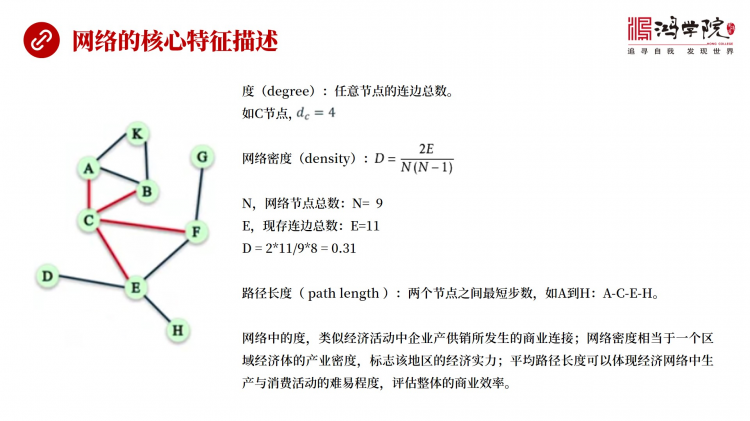 网络的核心特征描述
鸿学院
HONG COLLEGE
追寻自我 发现世界
度（degree）：任意节点的连边总数。
如C节点, d_c = 4
网络密度（density）：D = 2E / N(N − 1)
N，网络节点总数：N= 9
E，现存连边总数：E=11
D = 2*11/9*8 = 0.31
路径长度（ path length ）：两个节点之间最短步数，如A到H：A-C-E-H。
网络中的度，类似经济活动中企业产供销所发生的商业连接；网络密度相当于一个区
域经济体的产业密度，标志该地区的经济实力；平均路径长度可以体现经济网络中生
产与消费活动的难易程度，评估整体的商业效率。
K
G
A
B
C
F
D
E
H